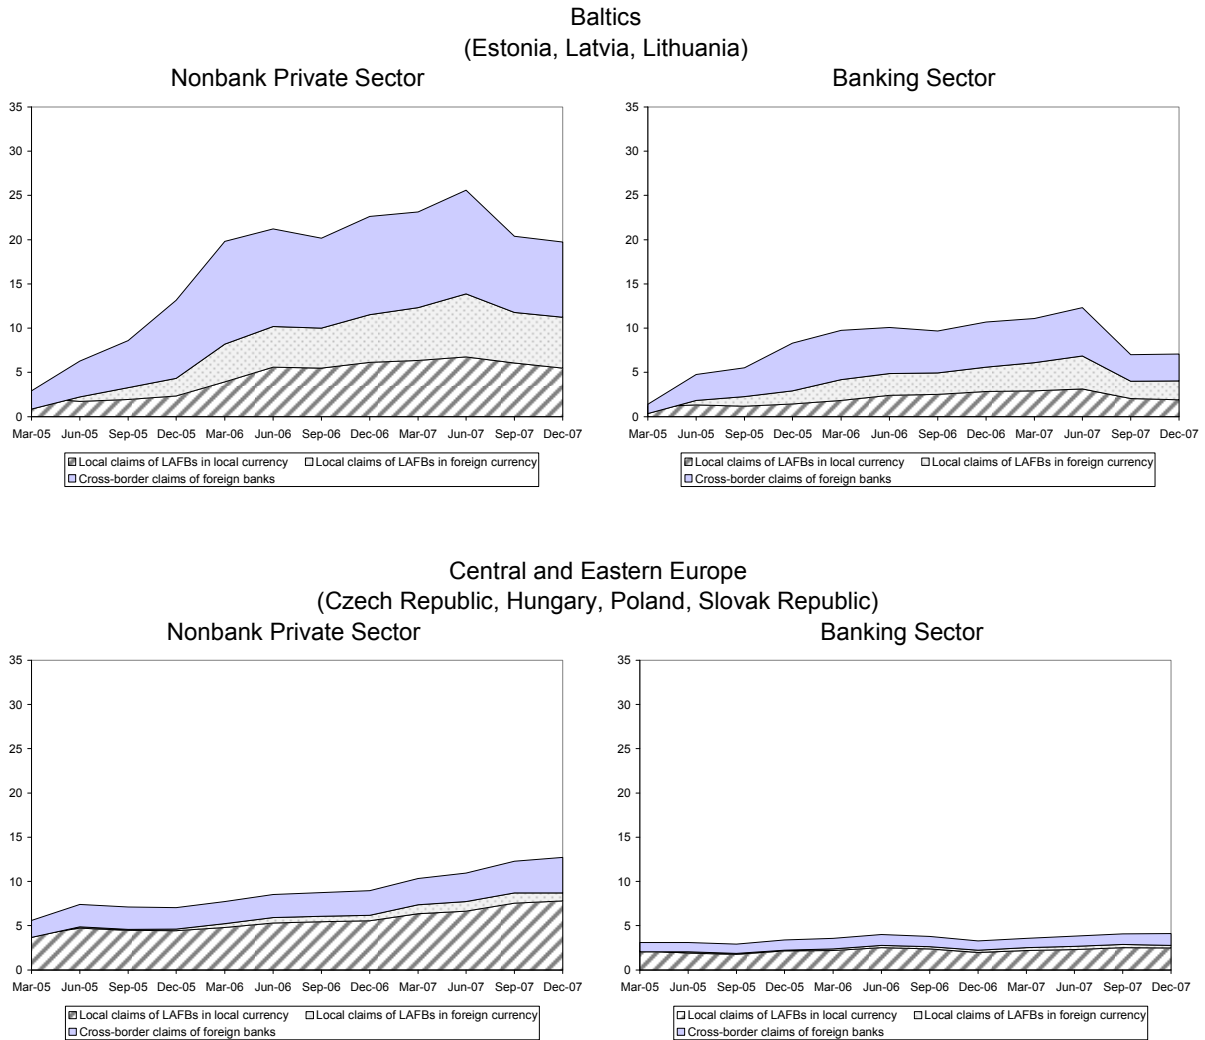 Baltics
(Estonia, Latvia, Lithuania)
Nonbank Private Sector
35
30
25
20
15
10
5
0
Mar-05 Jun-05 Sep-05 Dec-05 Mar-06 Jun-06 Sep-06 Dec-06 Mar-07 Jun-07 Sep-07 Dec-07
Local claims of LAFBs in local currency Local claims of LAFBs in foreign currency
Cross-border claims of foreign banks
Banking Sector
35
30
25
20
15
10
5
0
Mar-05 Jun-05 Sep-05 Dec-05 Mar-06 Jun-06 Sep-06 Dec-06 Mar-07 Jun-07 Sep-07 Dec-07
Local claims of LAFBs in local currency Local claims of LAFBs in foreign currency
Cross-border claims of foreign banks
Central and Eastern Europe
(Czech Republic, Hungary, Poland, Slovak Republic)
Nonbank Private Sector
35
30
25
20
15
10
5
0
Mar-05 Jun-05 Sep-05 Dec-05 Mar-06 Jun-06 Sep-06 Dec-06 Mar-07 Jun-07 Sep-07 Dec-07
Local claims of LAFBs in local currency Local claims of LAFBs in foreign currency
Cross-border claims of foreign banks
Banking Sector
35
30
25
20
15
10
5
0
Mar-05 Jun-05 Sep-05 Dec-05 Mar-06 Jun-06 Sep-06 Dec-06 Mar-07 Jun-07 Sep-07 Dec-07
Local claims of LAFBs in local currency Local claims of LAFBs in foreign currency
Cross-border claims of foreign banks